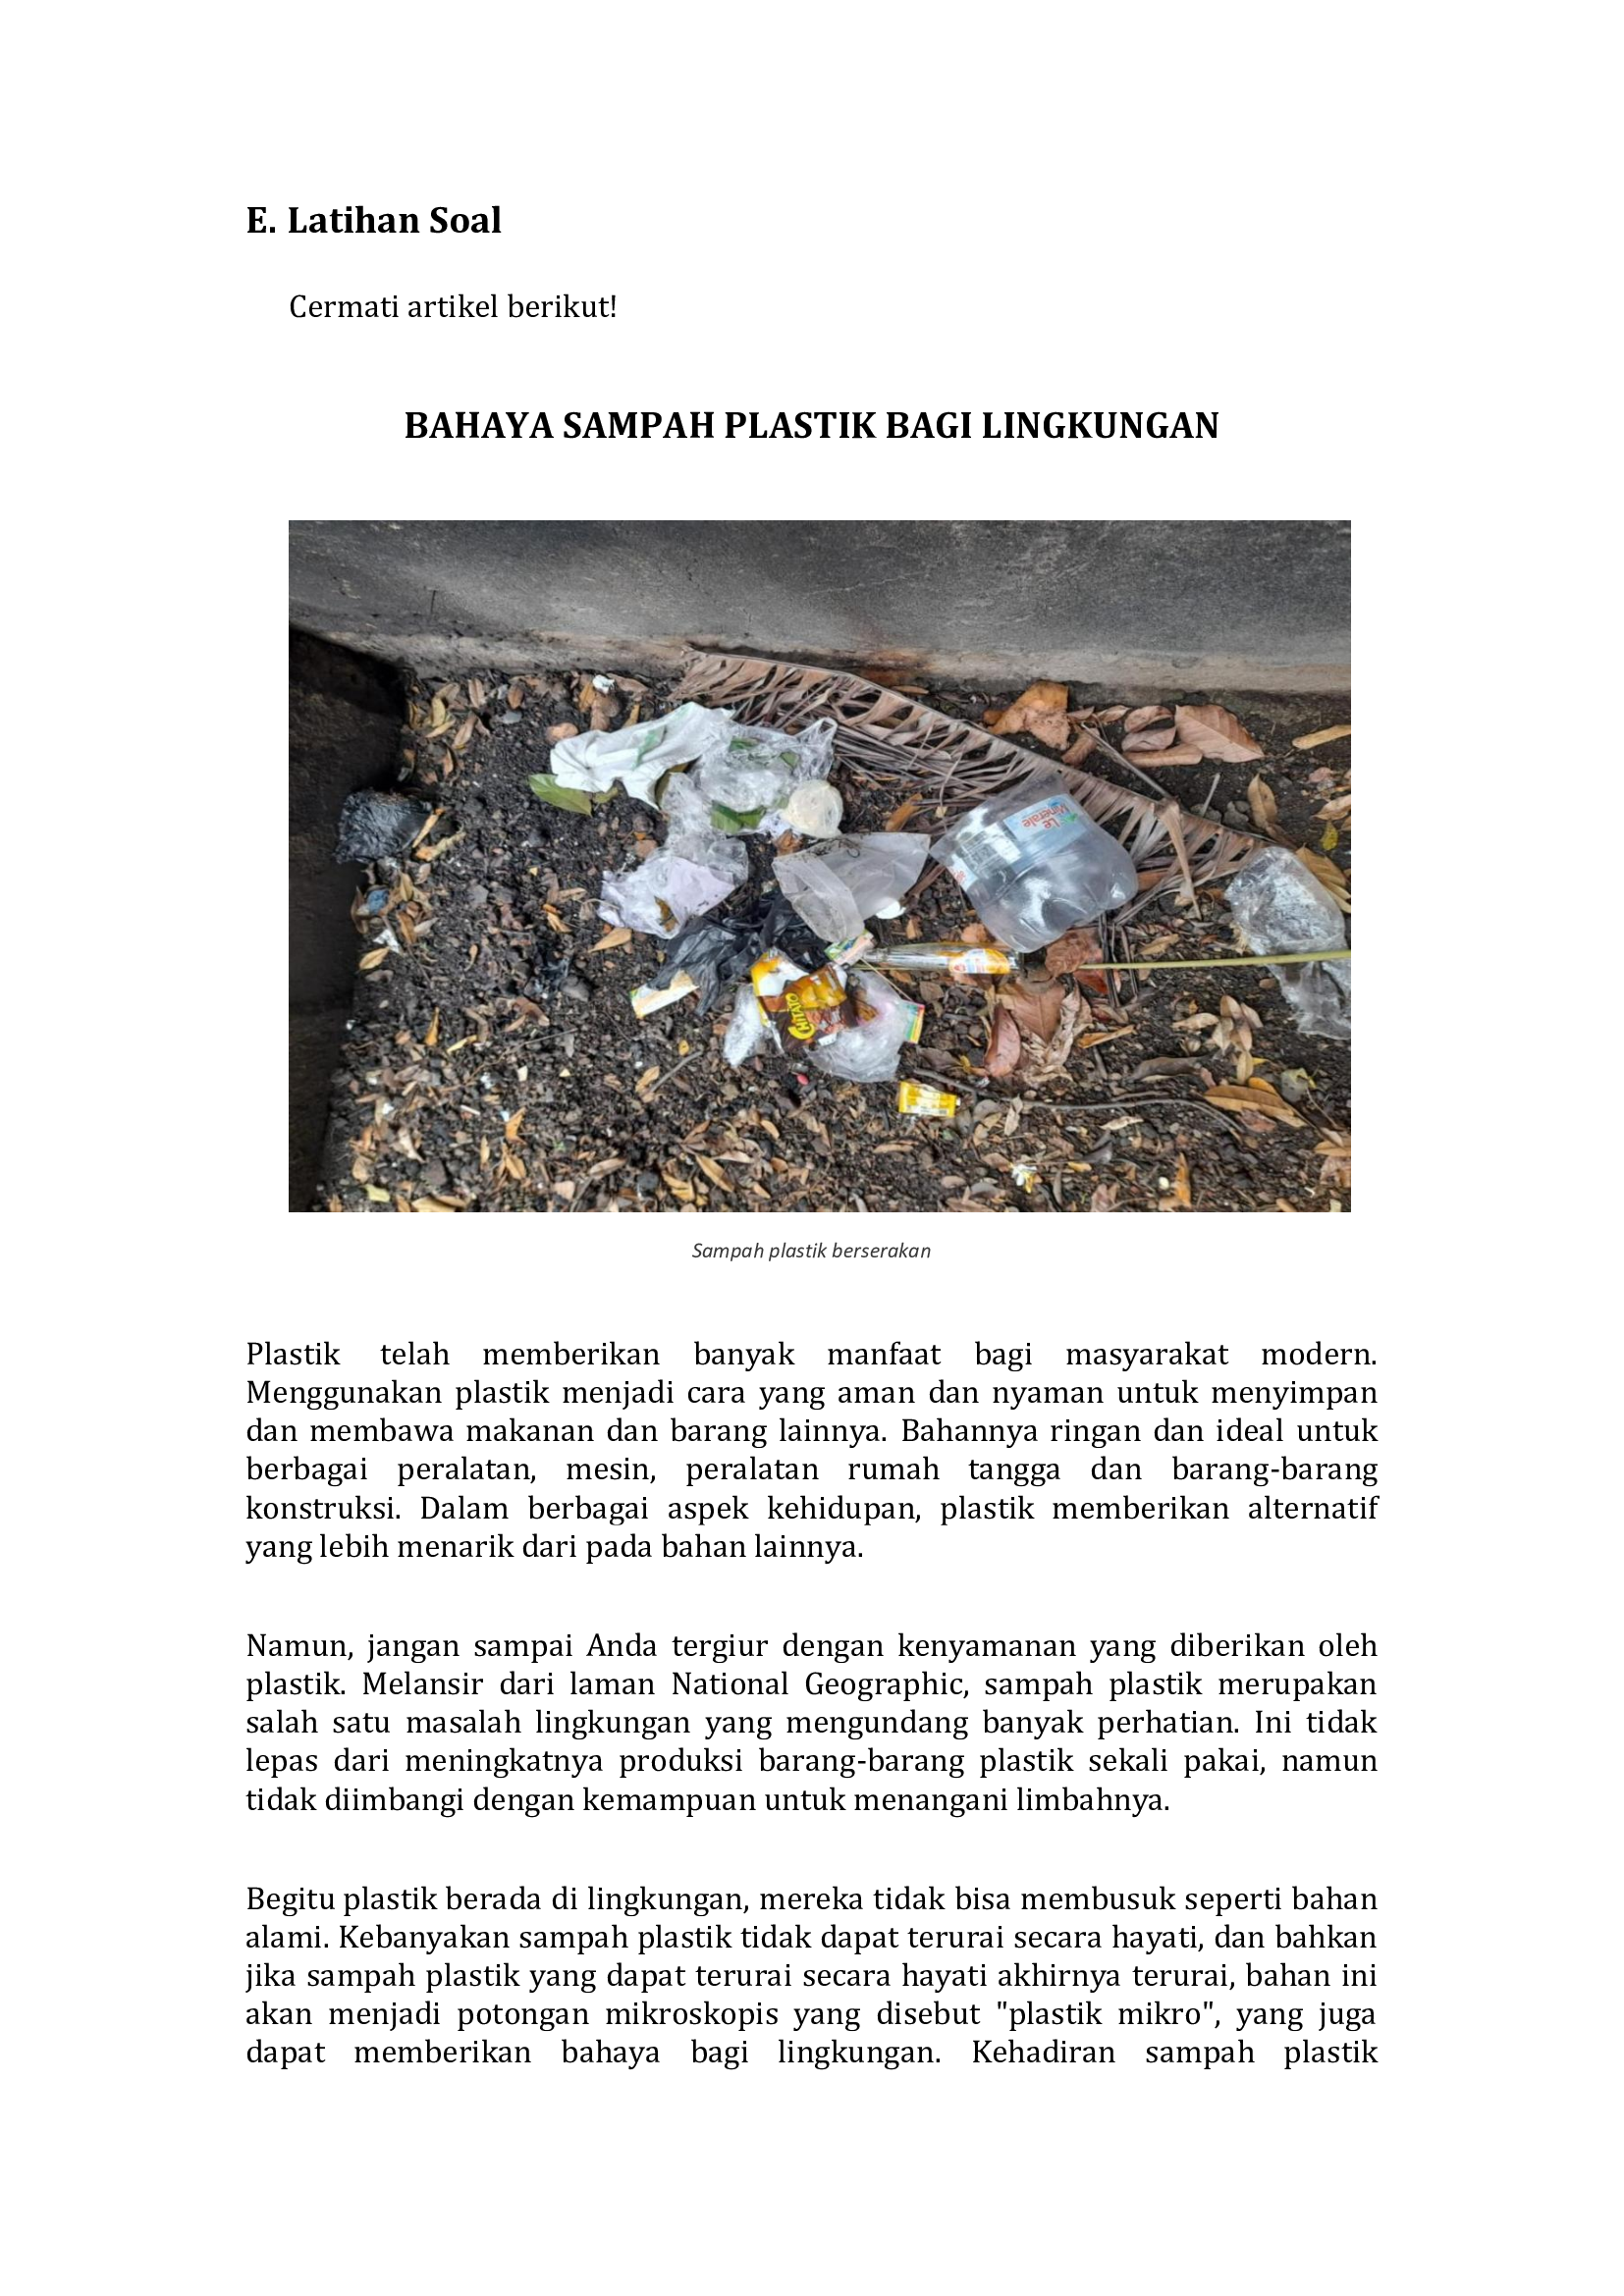 E. Latihan Soal
Cermati artikel berikut!
BAHAYA SAMPAH PLASTIK BAGI LINGKUNGAN
Le
Minerale
CHITATO
Sampah plastik berserakan
Plastik telah memberikan banyak manfaat bagi masyarakat modern.
Menggunakan plastik menjadi cara yang aman dan nyaman untuk menyimpan
dan membawa makanan dan barang lainnya. Bahannya ringan dan ideal untuk
berbagai peralatan, mesin, peralatan rumah tangga dan barang-barang
konstruksi. Dalam berbagai aspek kehidupan, plastik memberikan alternatif
yang lebih menarik dari pada bahan lainnya.
Namun, jangan sampai Anda tergiur dengan kenyamanan yang diberikan oleh
plastik. Melansir dari laman National Geographic, sampah plastik merupakan
salah satu masalah lingkungan yang mengundang banyak perhatian. Ini tidak
lepas dari meningkatnya produksi barang-barang plastik sekali pakai, namun
tidak diimbangi dengan kemampuan untuk menangani limbahnya.
Begitu plastik berada di lingkungan, mereka tidak bisa membusuk seperti bahan
alami. Kebanyakan sampah plastik tidak dapat terurai secara hayati, dan bahkan
jika sampah plastik yang dapat terurai secara hayati akhirnya terurai, bahan ini
akan menjadi potongan mikroskopis yang disebut "plastik mikro", yang juga
dapat memberikan bahaya bagi lingkungan. Kehadiran sampah plastik